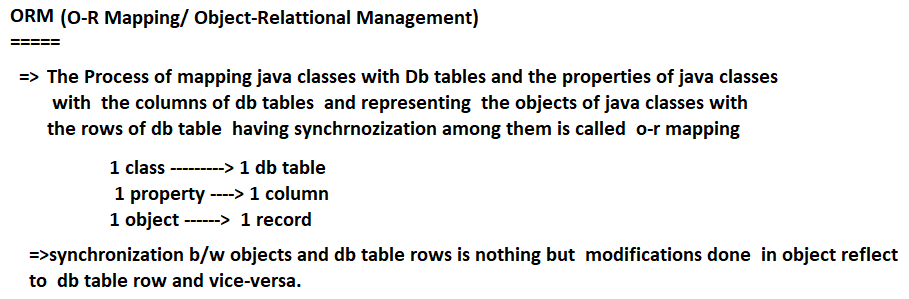 ORM (O-R Mapping/ Object-Relattional Management)
=====
=> The Process of mapping java classes with Db tables and the properties of java classes
with the columns of db tables and representing the objects of java classes with
the rows of db table having synchrnozization among them is called o-r mapping
1 class ---------> 1 db table
1 property ----> 1 column
1 object ------> 1 record
=>synchronization b/w objects and db table rows is nothing but modifications done in object reflect
to db table row and vice-versa.